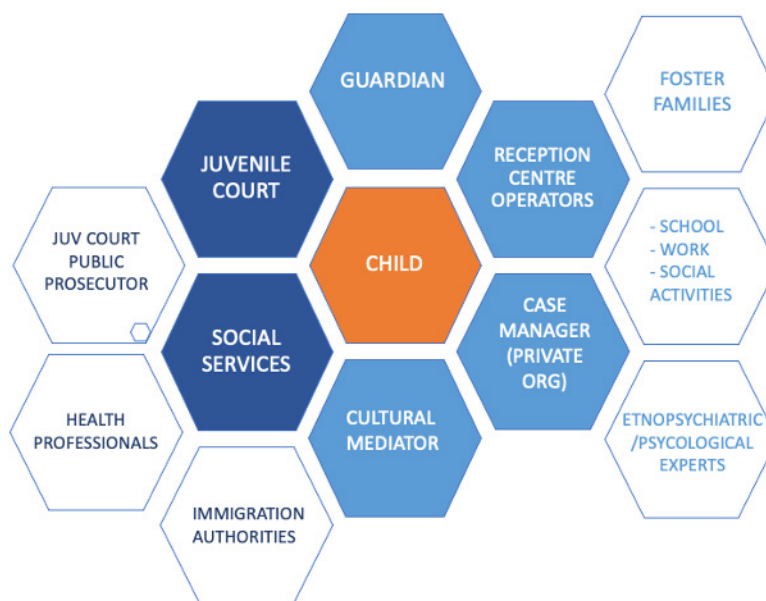 GUARDIAN
FOSTER
FAMILIES
JUVENILE
COURT
RECEPTION
CENTRE
OPERATORS
JUV COURT
PUBLIC
PROSECUTOR
CHILD
- SCHOOL
- WORK
- SOCIAL
ACTIVITIES
SOCIAL
SERVICES
CASE
MANAGER
(PRIVATE
ORG)
HEALTH
PROFESSIONALS
CULTURAL
MEDIATOR
ETNOPSYCHIATRIC
/PSYCOLOGICAL
EXPERTS
IMMIGRATION
AUTHORITIES